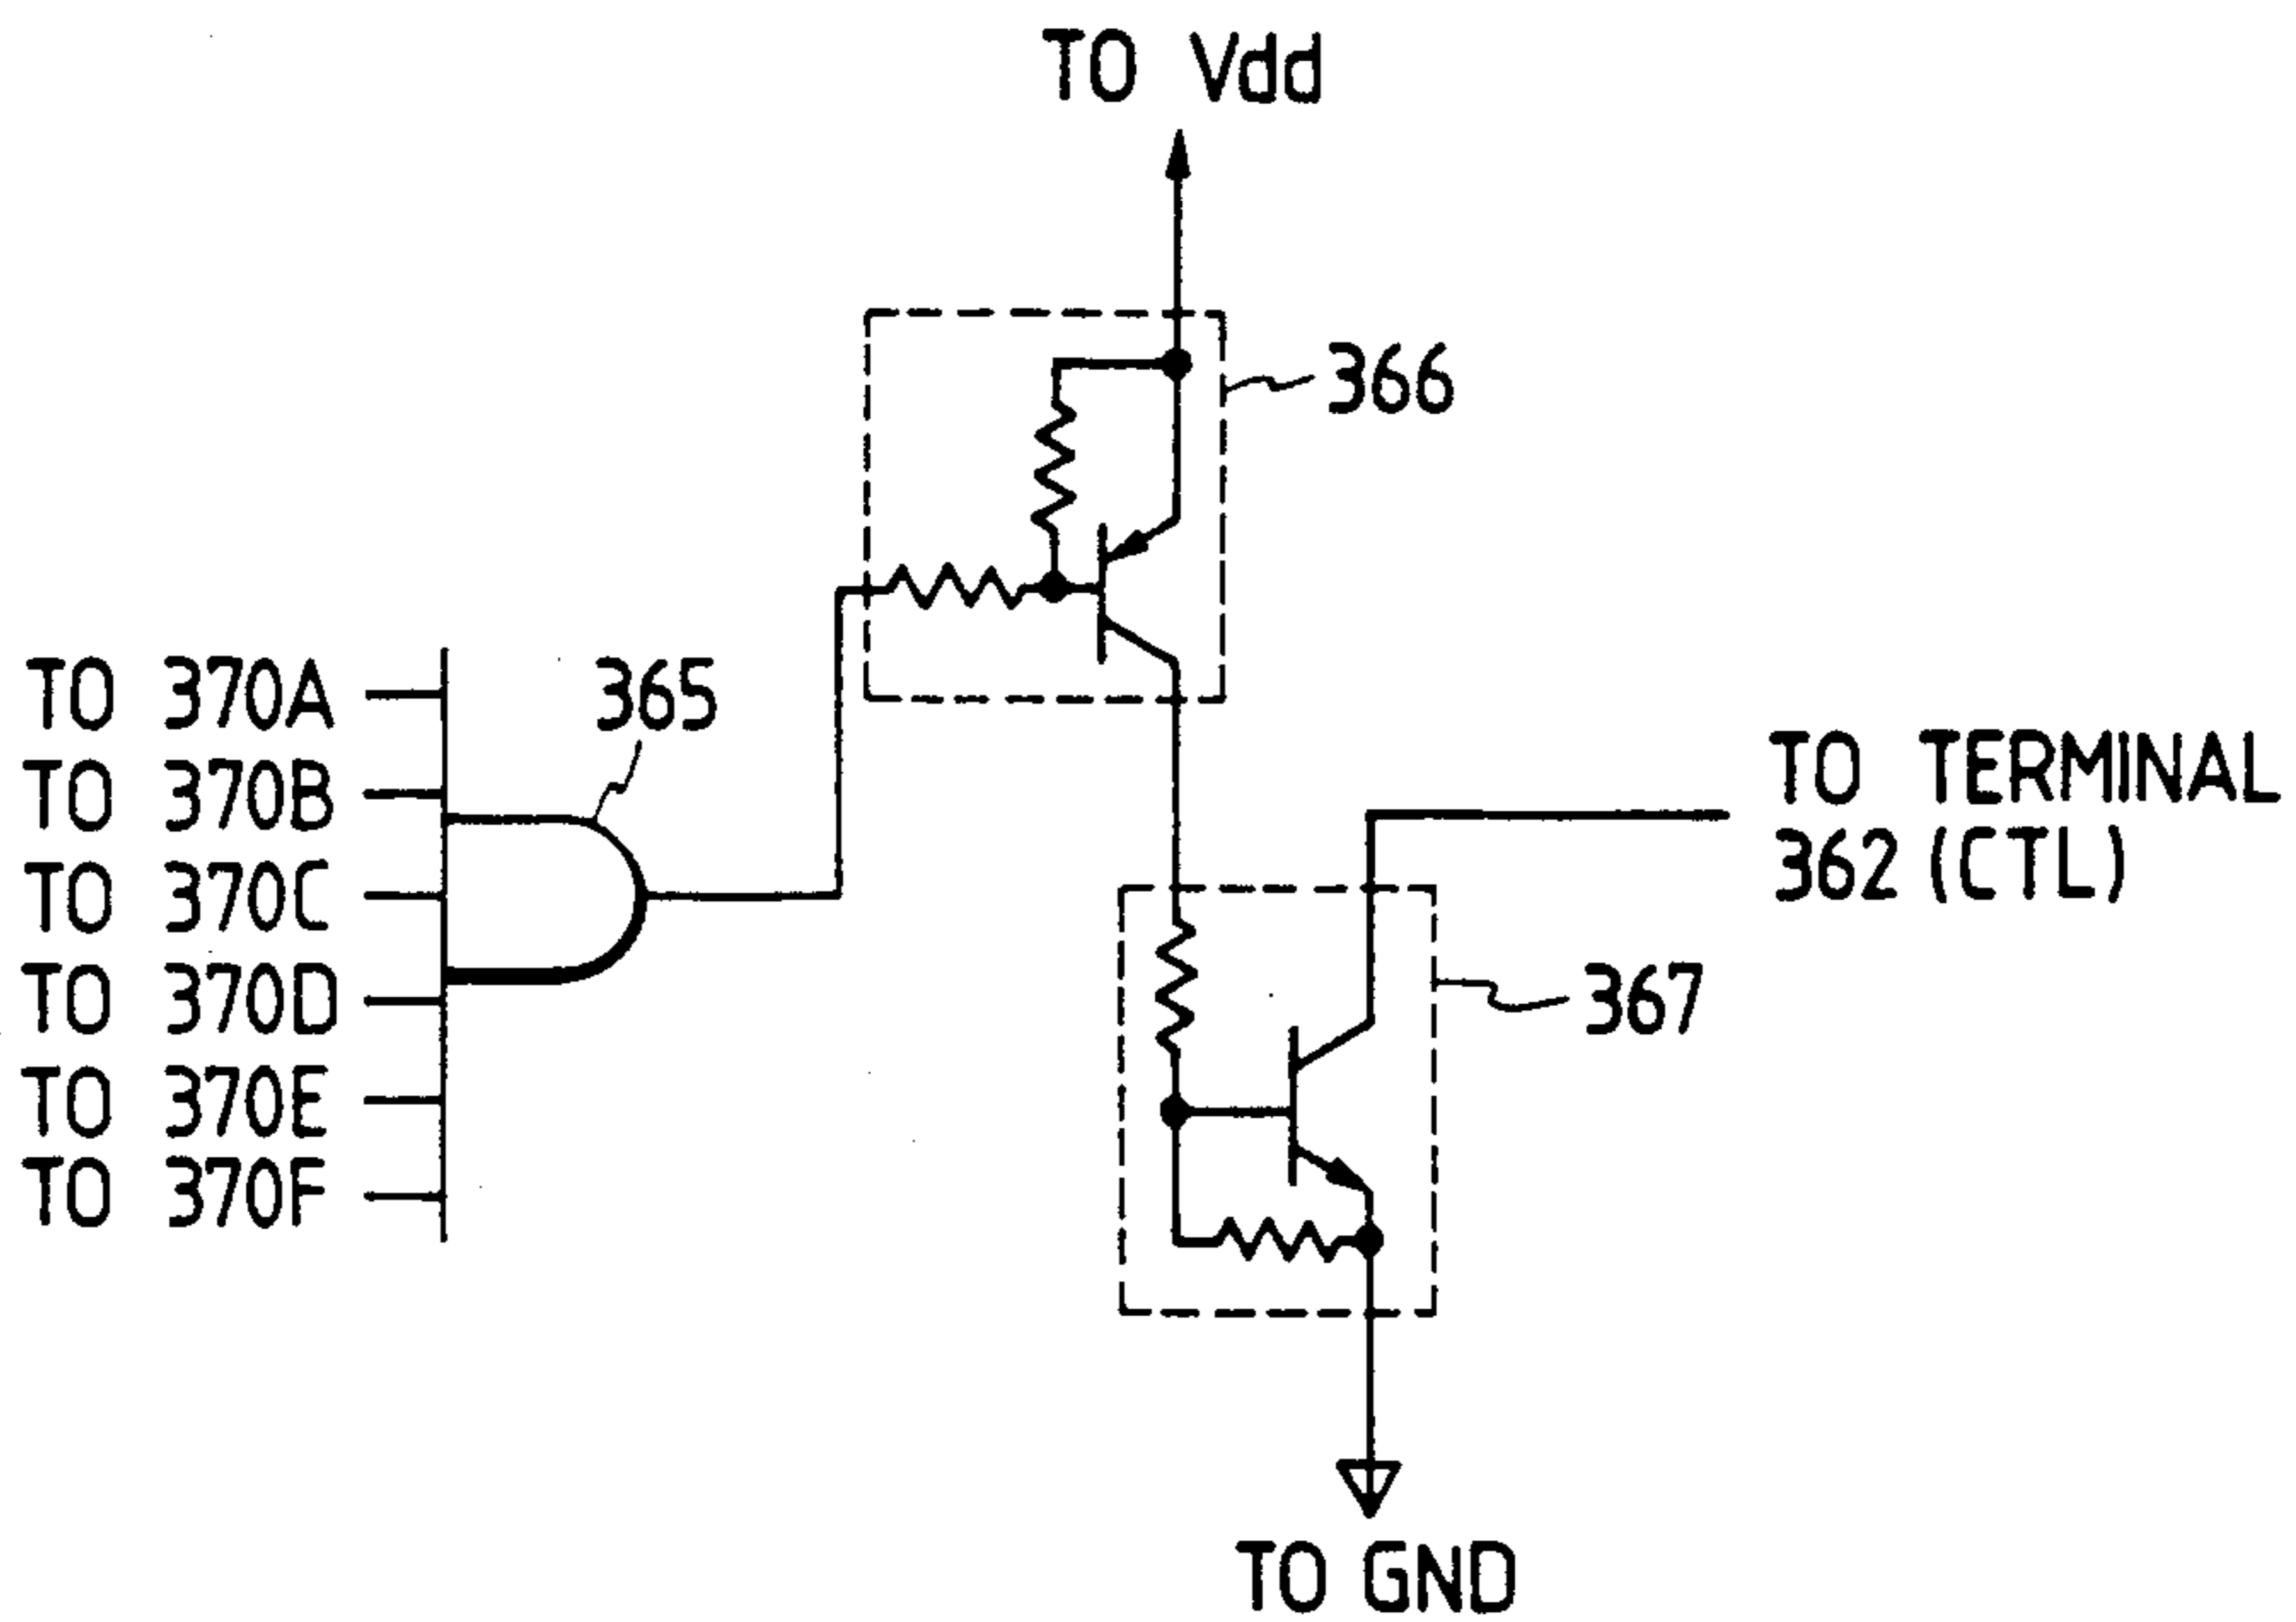 TO Vdd
366
TO 370A
365
TO 370B
TO 370C
TO 370D
TO 370E
TO 370F
TO TERMINAL
362 (CTL)
367
TO GND